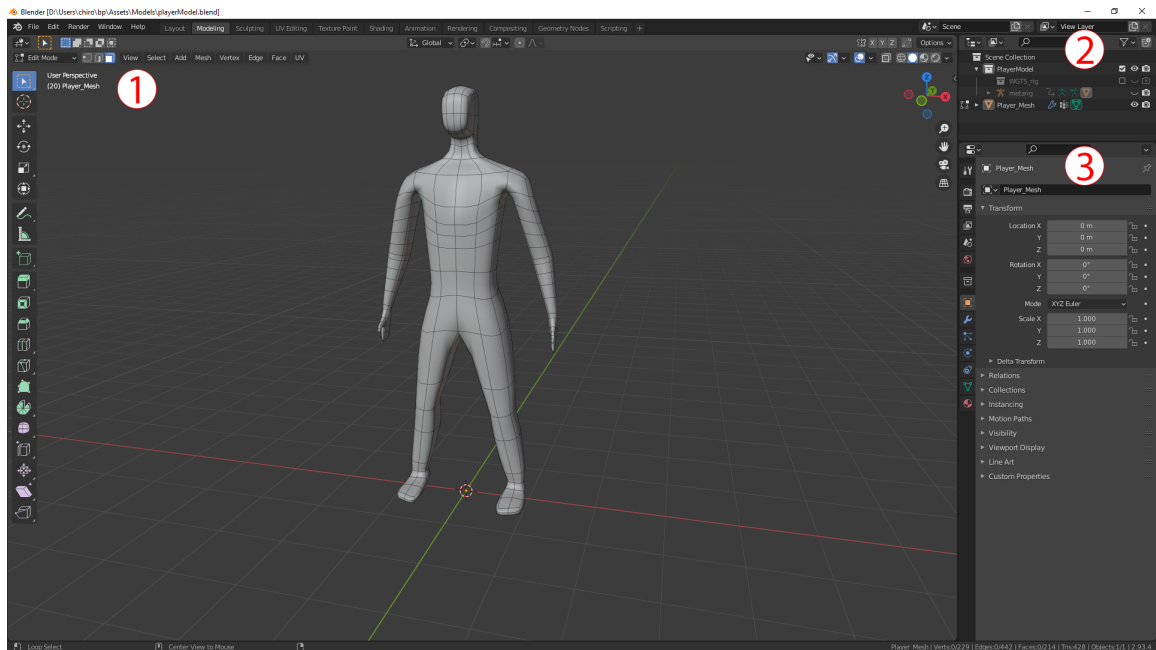 Blender [D:\Users\chiro\bp\Assets\Models\playerModel.blend]
File Edit Render Window Help Layout Modeling Sculpting UV Editing Texture Paint Shading Animation Rendering Compositing Geometry Nodes Scripting + Scene View Layer
Global X Y Z Options
Edit Mode View Select Add Mesh Vertex Edge Face UV
User Perspective
(20) Player_Mesh
1
2
3
Z
Y
X
Scene Collection
PlayerModel
WGTS_rig
metarig
Player_Mesh
Player_Mesh
Player_Mesh
Transform
Location X 0 m
Y 0 m
Z 0 m
Rotation X 0°
Y 0°
Z 0°
Mode XYZ Euler
Scale X 1.000
Y 1.000
Z 1.000
Delta Transform
Relations
Collections
Instancing
Motion Paths
Visibility
Viewport Display
Line Art
Custom Properties
Loop Select Center View to Mouse Player_Mesh | Verts:0/229 | Edges:0/442 | Faces:0/214 | Tris:428 | Objects:1/1 | 2.93.4